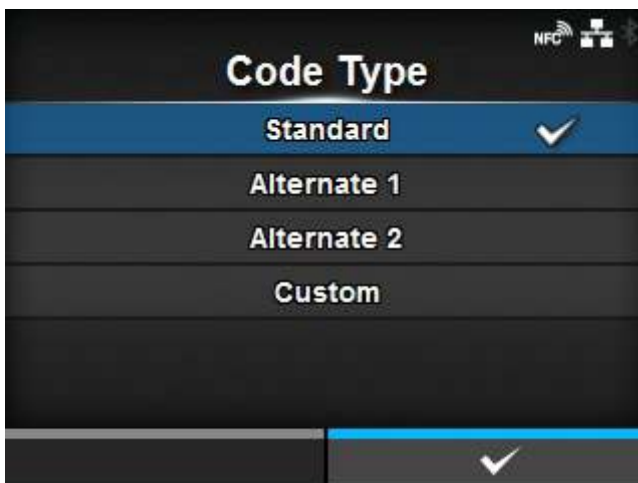 NFC
Code Type
Standard
Alternate 1
Alternate 2
Custom